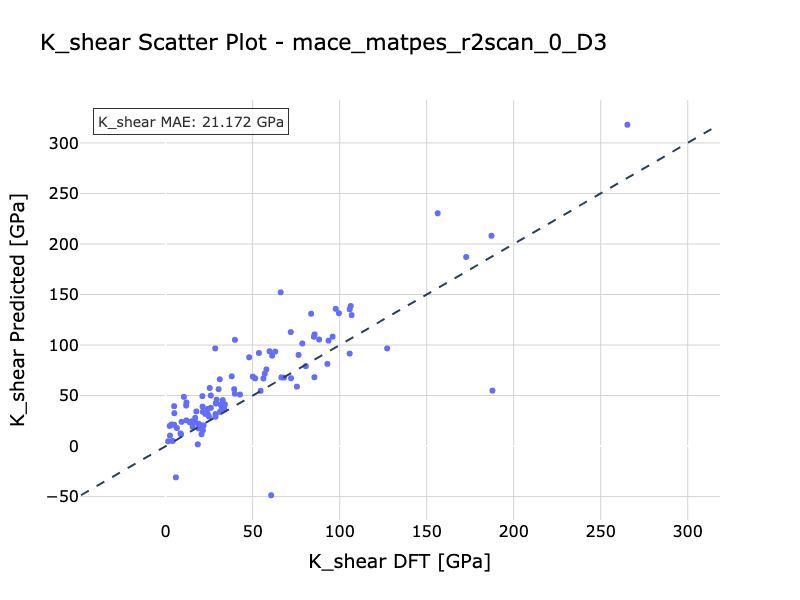 K_shear Scatter Plot - mace_matpes_r2scan_0_D3
K_shear MAE: 21.172 GPa
300
250
200
150
100
50
0
−50
K_shear Predicted [GPa]
0 50 100 150 200 250 300
K_shear DFT [GPa]